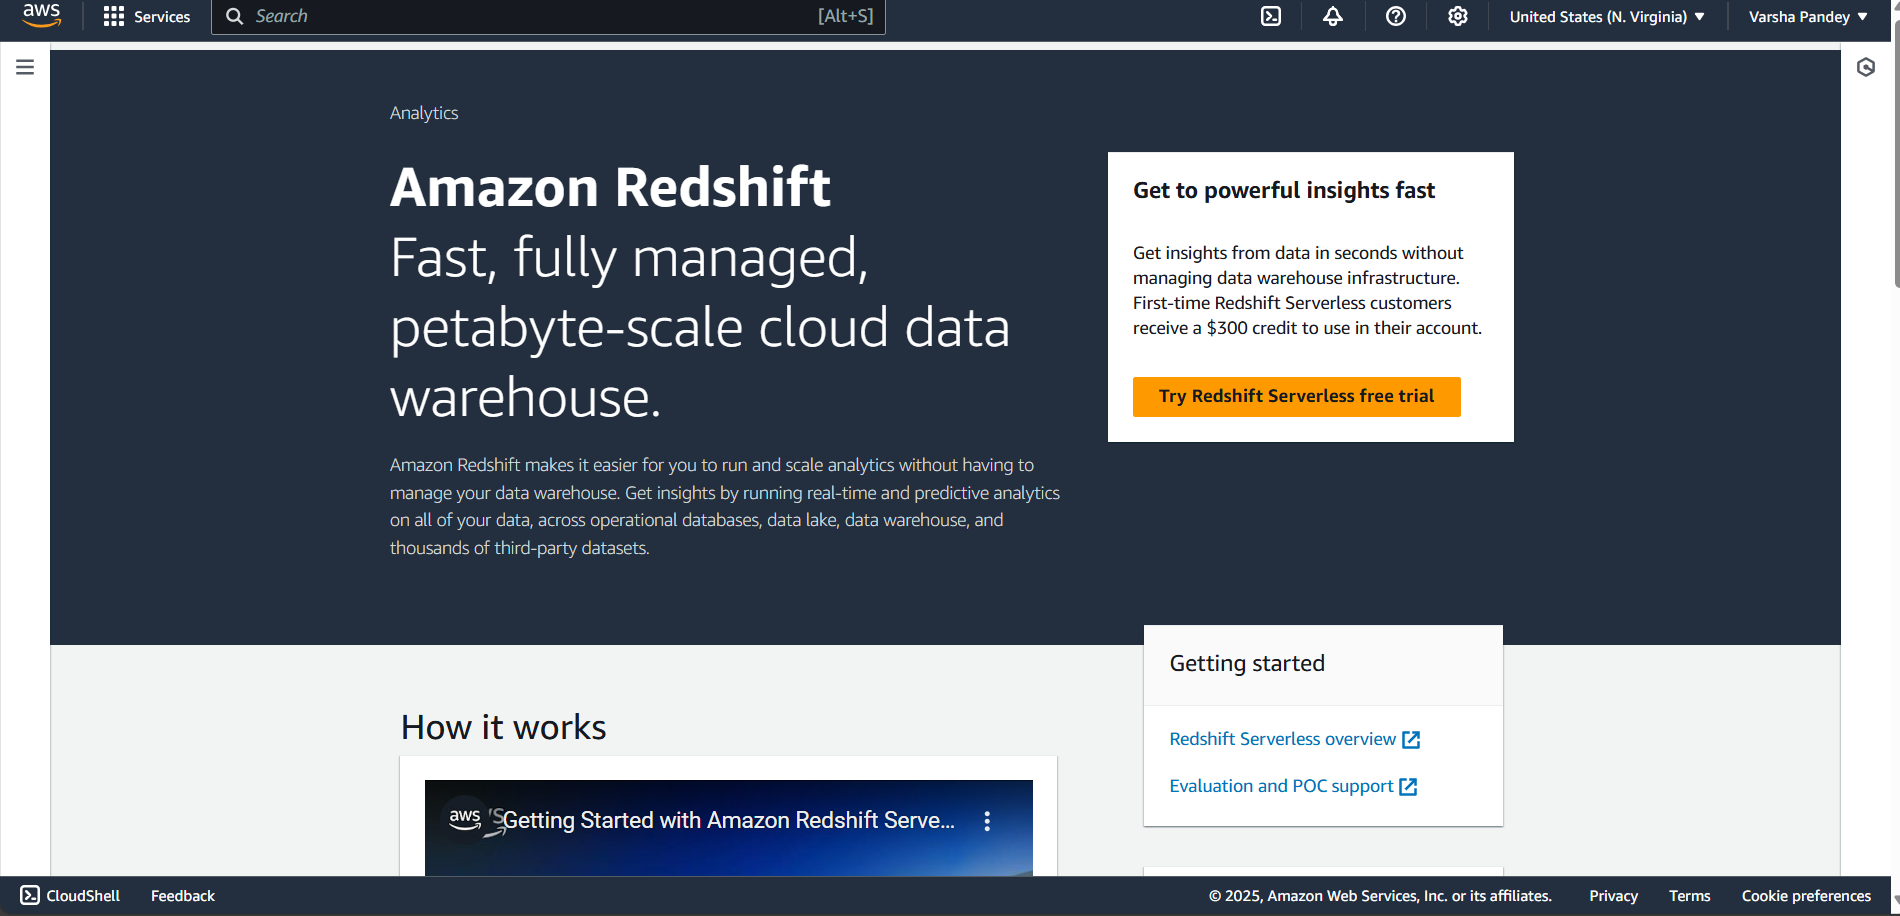 aws
Services
Search
[Alt+S]
United States (N. Virginia)
Varsha Pandey
Analytics
Amazon Redshift
Fast, fully managed,
petabyte-scale cloud data
warehouse.
Amazon Redshift makes it easier for you to run and scale analytics without having to
manage your data warehouse. Get insights by running real-time and predictive analytics
on all of your data, across operational databases, data lake, data warehouse, and
thousands of third-party datasets.
Get to powerful insights fast
Get insights from data in seconds without
managing data warehouse infrastructure.
First-time Redshift Serverless customers
receive a $300 credit to use in their account.
Try Redshift Serverless free trial
Getting started
Redshift Serverless overview
Evaluation and POC support
How it works
aws
Getting Started with Amazon Redshift Serve...
CloudShell
Feedback
© 2025, Amazon Web Services, Inc. or its affiliates.
Privacy
Terms
Cookie preferences